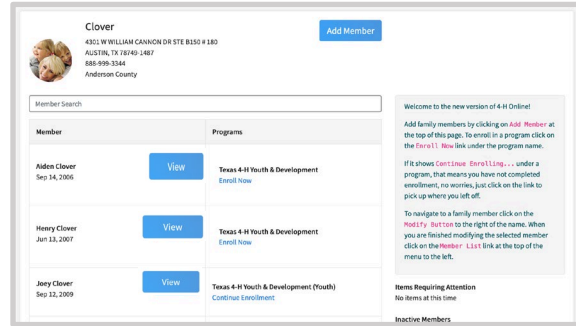 Clover
4301 W WILLIAM CANNON DR STE B150 # 180
AUSTIN, TX 78749-1487
888-999-3344
Anderson County
Add Member
Member Search
Member
Programs
Aiden Clover
Sep 14, 2006
View
Texas 4-H Youth & Development
Enroll Now
Henry Clover
Jun 13, 2007
View
Texas 4-H Youth & Development
Enroll Now
Joey Clover
Sep 12, 2009
View
Texas 4-H Youth & Development (Youth)
Continue Enrollment
Welcome to the new version of 4-H Online!
Add family members by clicking on Add Member at
the top of this page. To enroll in a program click on
the Enroll Now link under the program name.
If it shows Continue Enrolling... under a
program, that means you have not completed
enrollment, no worries, just click on the link to
pick up where you left off.
To navigate to a family member click on the
Modify Button to the right of the name. When
you are finished modifying the selected member
click on the Member List link at the top of the
menu to the left.
Items Requiring Attention
No items at this time
Inactive Members